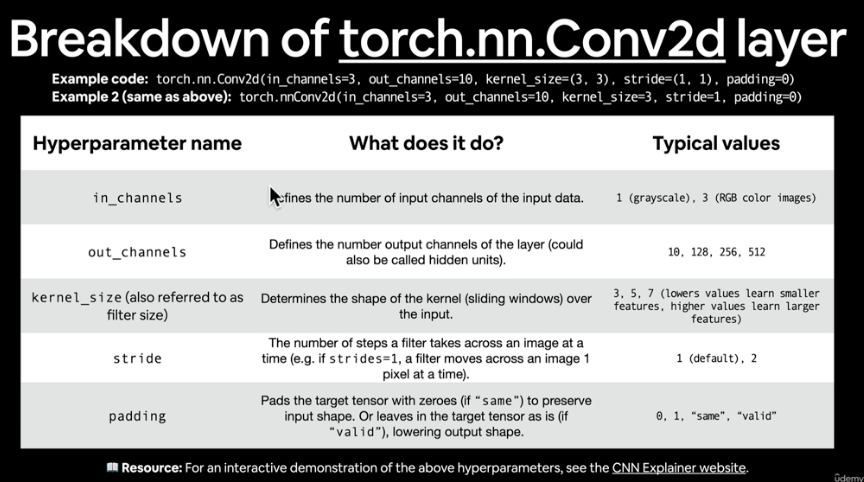 Breakdown of torch.nn.Conv2d layer
Example code: torch.nn.Conv2d(in_channels=3, out_channels=10, kernel_size=(3, 3), stride=(1, 1), padding=0)
Example 2 (same as above): torch.nnConv2d(in_channels=3, out_channels=10, kernel_size=3, stride=1, padding=0)
Hyperparameter name What does it do? Typical values
in_channels
fines the number of input channels of the input data.
1 (grayscale), 3 (RGB color images)
out_channels
Defines the number output channels of the layer (could
also be called hidden units).
10, 128, 256, 512
kernel_size (also referred to as
filter size)
Determines the shape of the kernel (sliding windows) over
the input.
3, 5, 7 (lowers values learn smaller
features, higher values learn larger
features)
stride
The number of steps a filter takes across an image at a
time (e.g. if strides=1, a filter moves across an image 1
pixel at a time).
1 (default), 2
padding
Pads the target tensor with zeroes (if "same") to preserve
input shape. Or leaves in the target tensor as is (if
"valid"), lowering output shape.
0, 1, "same", "valid"
📖 Resource: For an interactive demonstration of the above hyperparameters, see the CNN Explainer website.
ûdemy